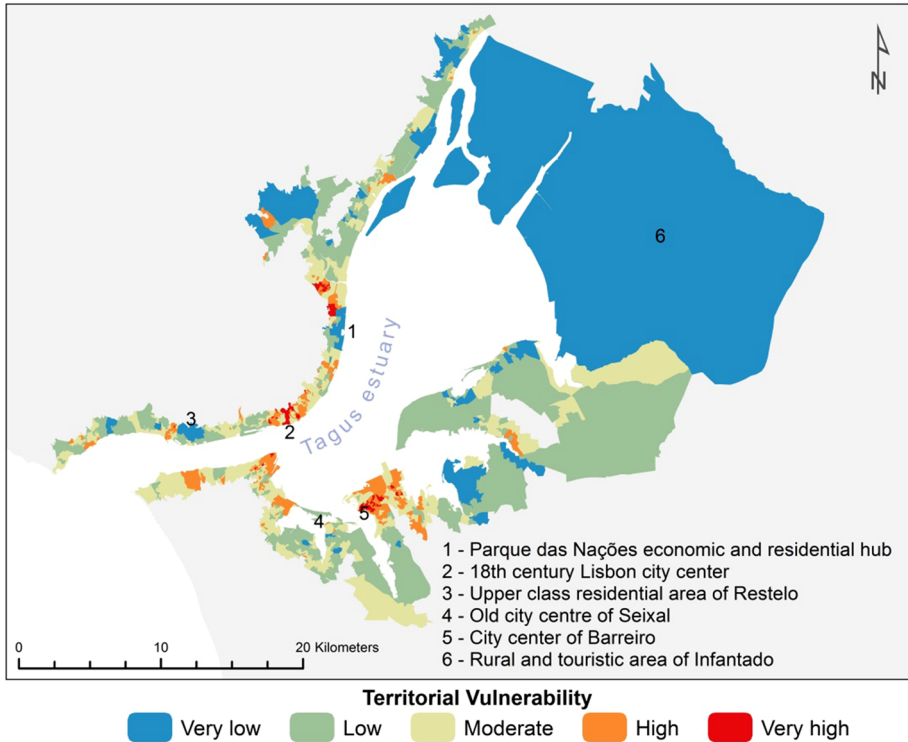 N
6
1
Tagus estuary
3
2
4
5
1 - Parque das Nações economic and residential hub
2 - 18th century Lisbon city center
3 - Upper class residential area of Restelo
4 - Old city centre of Seixal
5 - City center of Barreiro
6 - Rural and touristic area of Infantado
0 10 20 Kilometers
Territorial Vulnerability
Very low Low Moderate High Very high